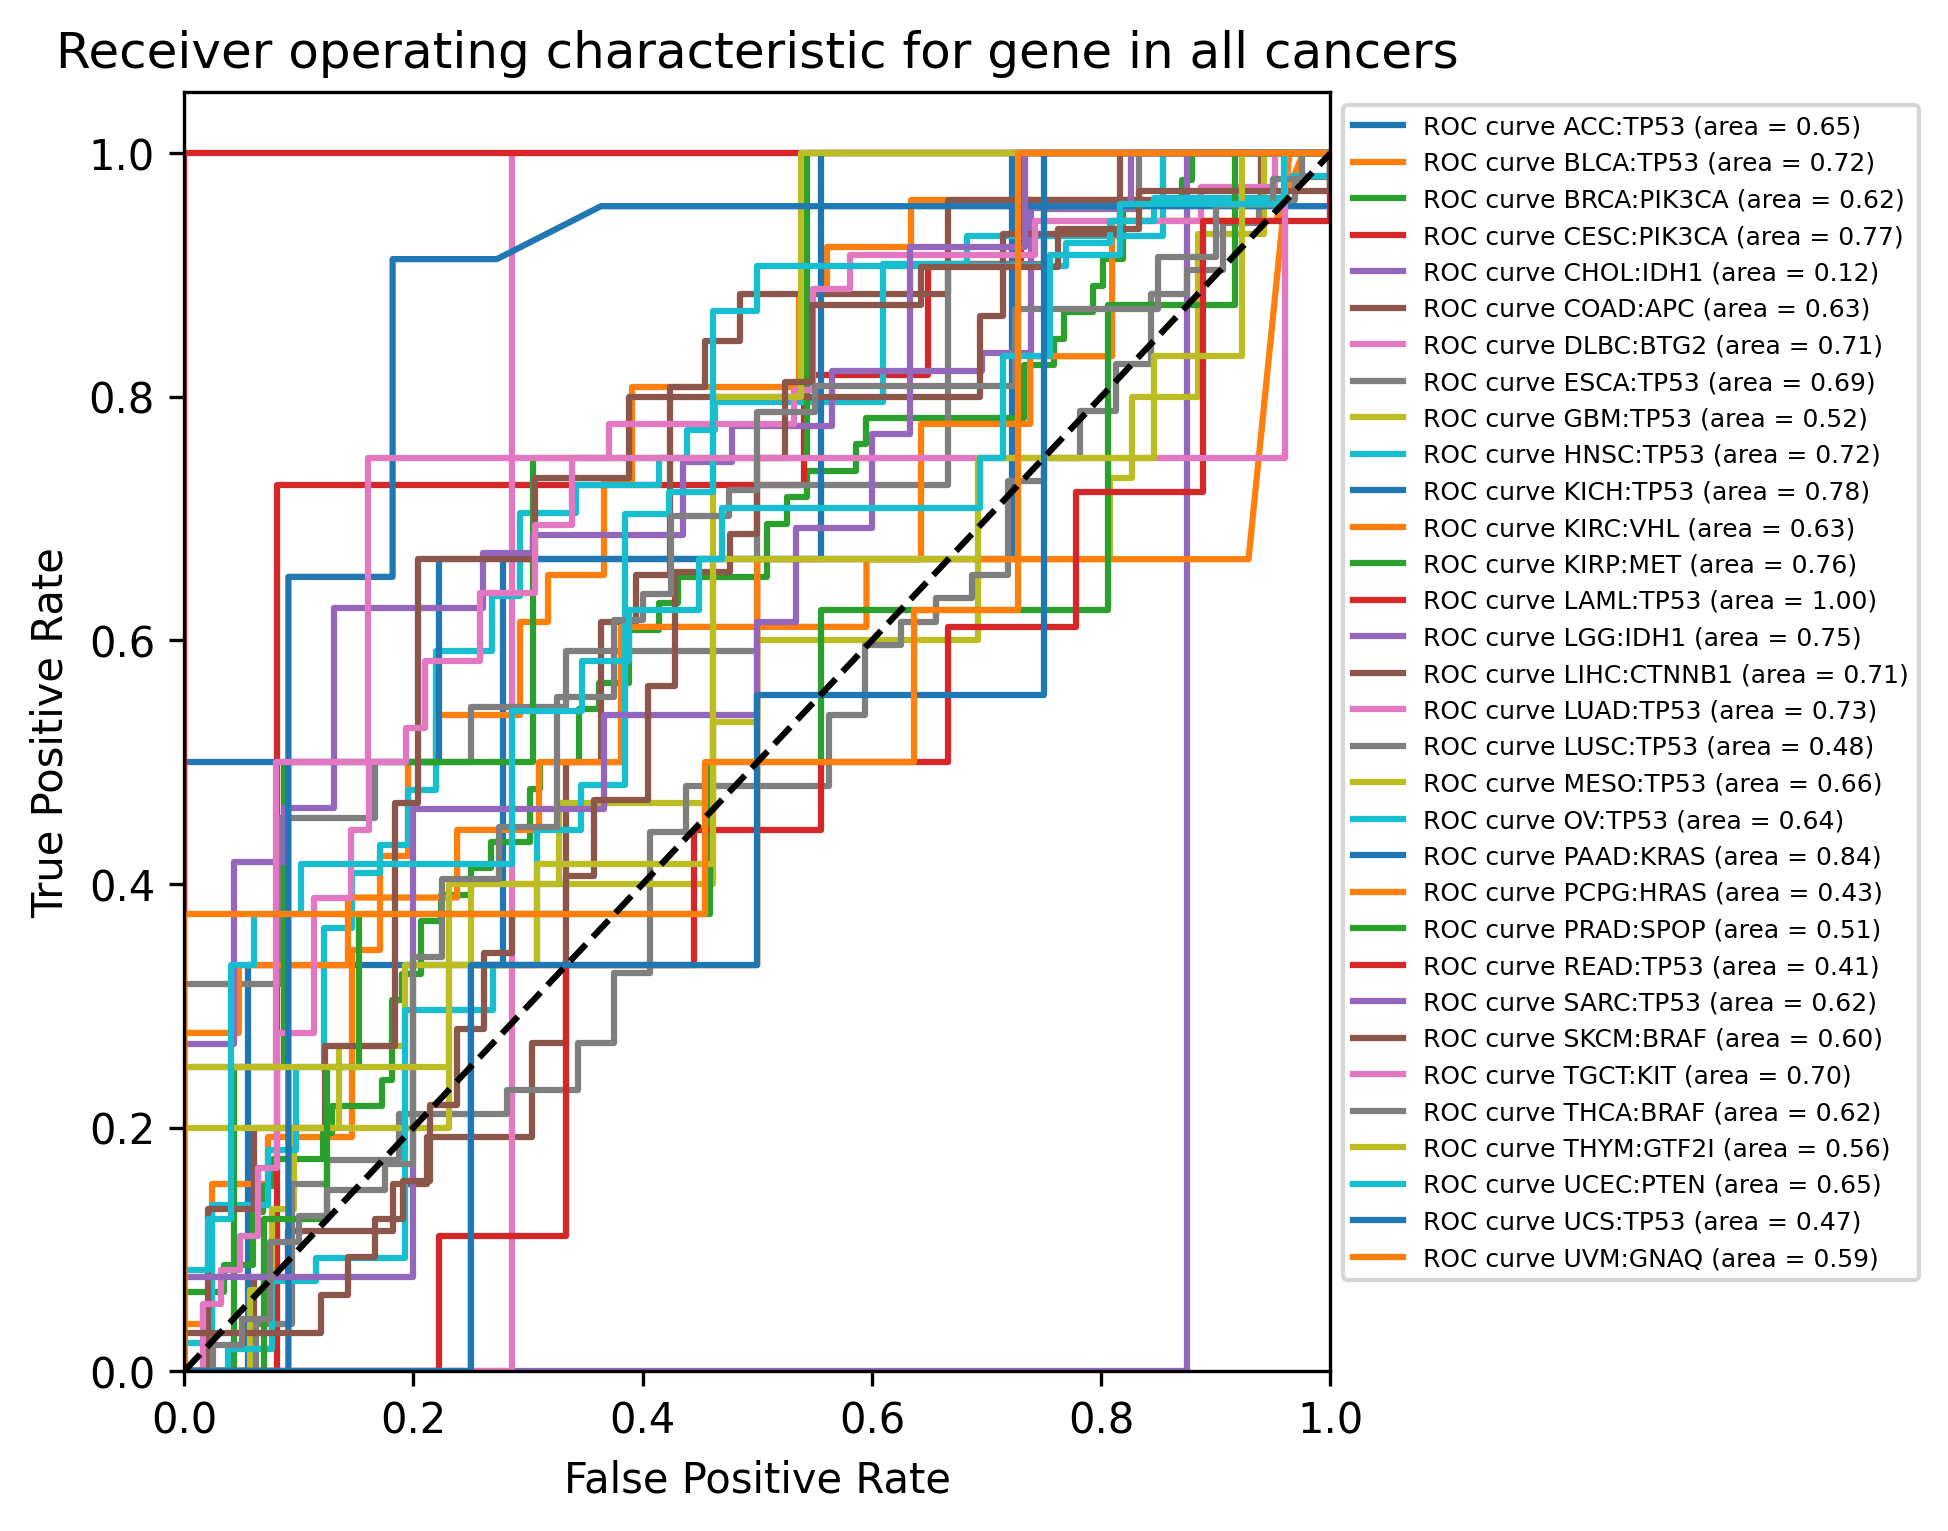 Receiver operating characteristic for gene in all cancers
True Positive Rate
1.0
0.8
0.6
0.4
0.2
0.0
0.0 0.2 0.4 0.6 0.8 1.0
False Positive Rate
ROC curve ACC:TP53 (area = 0.65)
ROC curve BLCA:TP53 (area = 0.72)
ROC curve BRCA:PIK3CA (area = 0.62)
ROC curve CESC:PIK3CA (area = 0.77)
ROC curve CHOL:IDH1 (area = 0.12)
ROC curve COAD:APC (area = 0.63)
ROC curve DLBC:BTG2 (area = 0.71)
ROC curve ESCA:TP53 (area = 0.69)
ROC curve GBM:TP53 (area = 0.52)
ROC curve HNSC:TP53 (area = 0.72)
ROC curve KICH:TP53 (area = 0.78)
ROC curve KIRC:VHL (area = 0.63)
ROC curve KIRP:MET (area = 0.76)
ROC curve LAML:TP53 (area = 1.00)
ROC curve LGG:IDH1 (area = 0.75)
ROC curve LIHC:CTNNB1 (area = 0.71)
ROC curve LUAD:TP53 (area = 0.73)
ROC curve LUSC:TP53 (area = 0.48)
ROC curve MESO:TP53 (area = 0.66)
ROC curve OV:TP53 (area = 0.64)
ROC curve PAAD:KRAS (area = 0.84)
ROC curve PCPG:HRAS (area = 0.43)
ROC curve PRAD:SPOP (area = 0.51)
ROC curve READ:TP53 (area = 0.41)
ROC curve SARC:TP53 (area = 0.62)
ROC curve SKCM:BRAF (area = 0.60)
ROC curve TGCT:KIT (area = 0.70)
ROC curve THCA:BRAF (area = 0.62)
ROC curve THYM:GTF2I (area = 0.56)
ROC curve UCEC:PTEN (area = 0.65)
ROC curve UCS:TP53 (area = 0.47)
ROC curve UVM:GNAQ (area = 0.59)